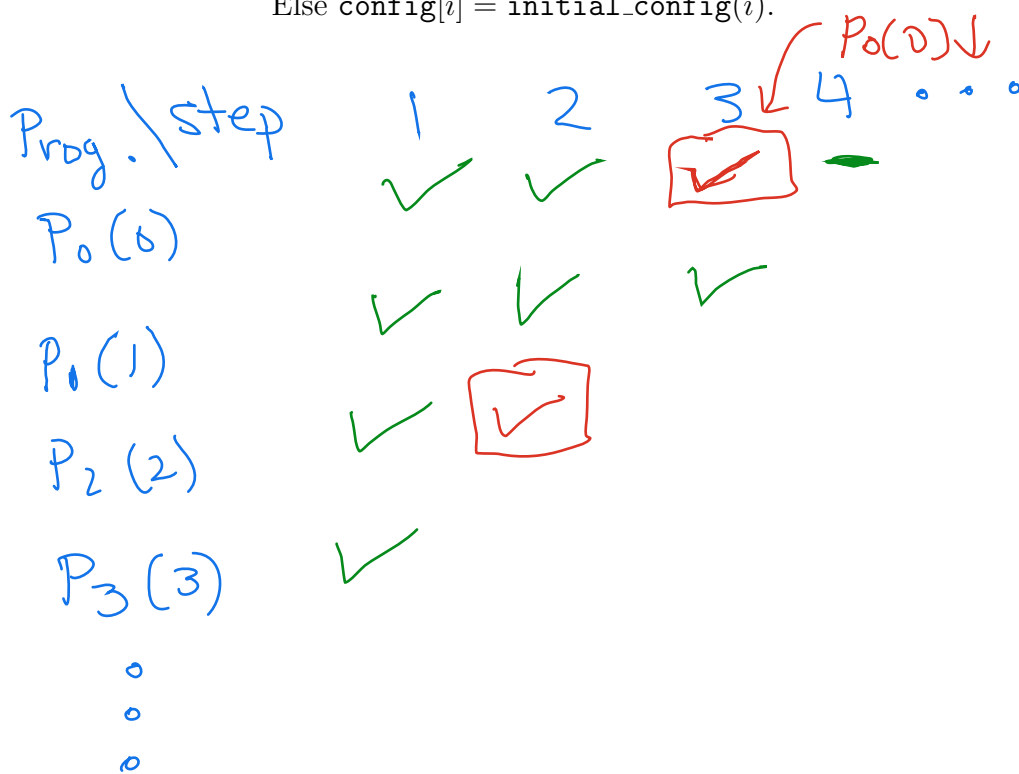 Else config[i] = initial_config(i).
P₀(0)↓
Prog.\step 1 2 3 4 ...
P₀(0) ✓ ✓ ✓ –
P₁(1) ✓ ✓ ✓
P₂(2) ✓ ✓
P₃(3) ✓
⋮